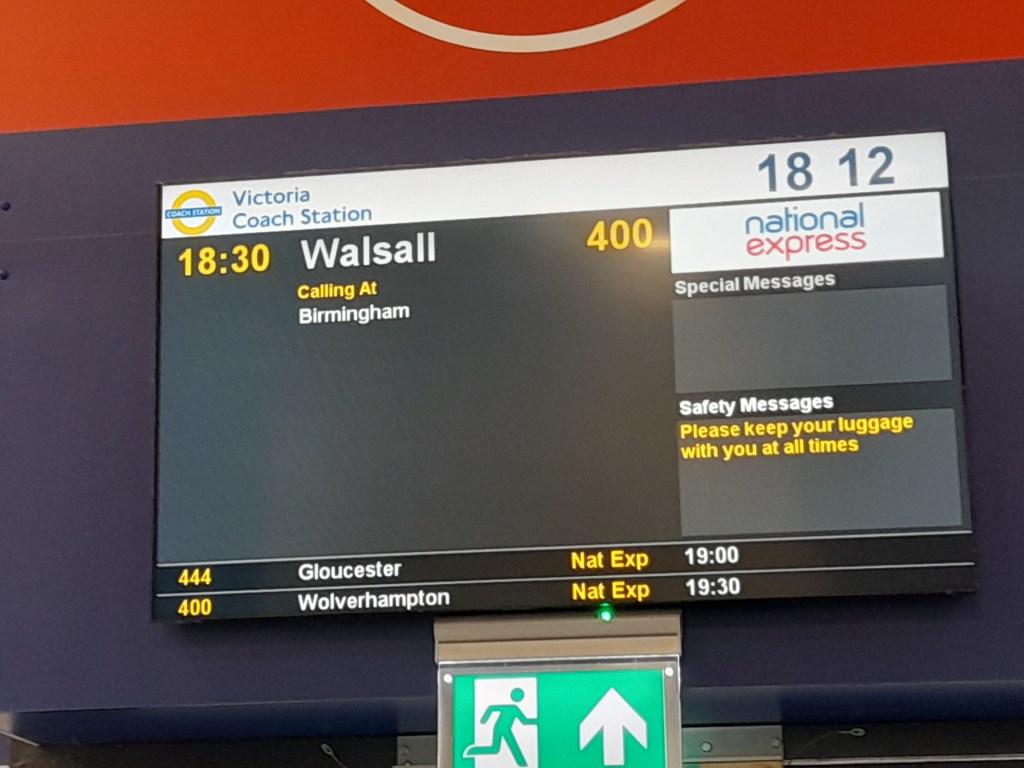 Victoria
Coach Station
COACH STATION
18 12
18:30 Walsall 400
national
express
Calling At
Birmingham
Special Messages
Safety Messages
Please keep your luggage
with you at all times
444 Gloucester Nat Exp 19:00
400 Wolverhampton Nat Exp 19:30